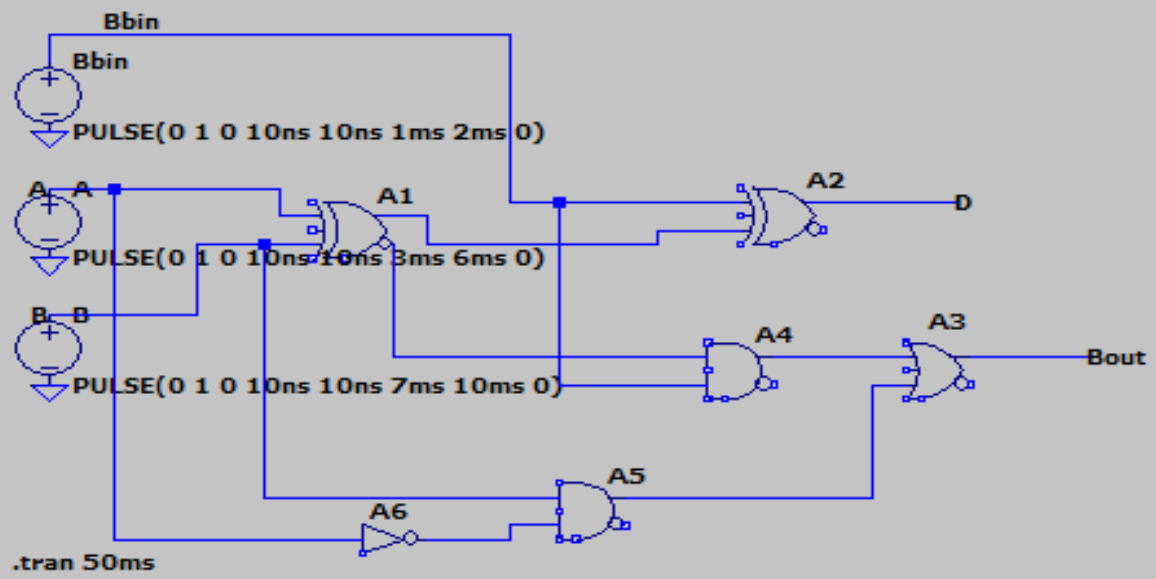 Bbin
Bbin
PULSE(0 1 0 10ns 10ns 1ms 2ms 0)
A A
A1
A2
D
PULSE(0 1 0 10ns 10ns 3ms 6ms 0)
B B
A4
A3
Bout
PULSE(0 1 0 10ns 10ns 7ms 10ms 0)
A5
A6
.tran 50ms